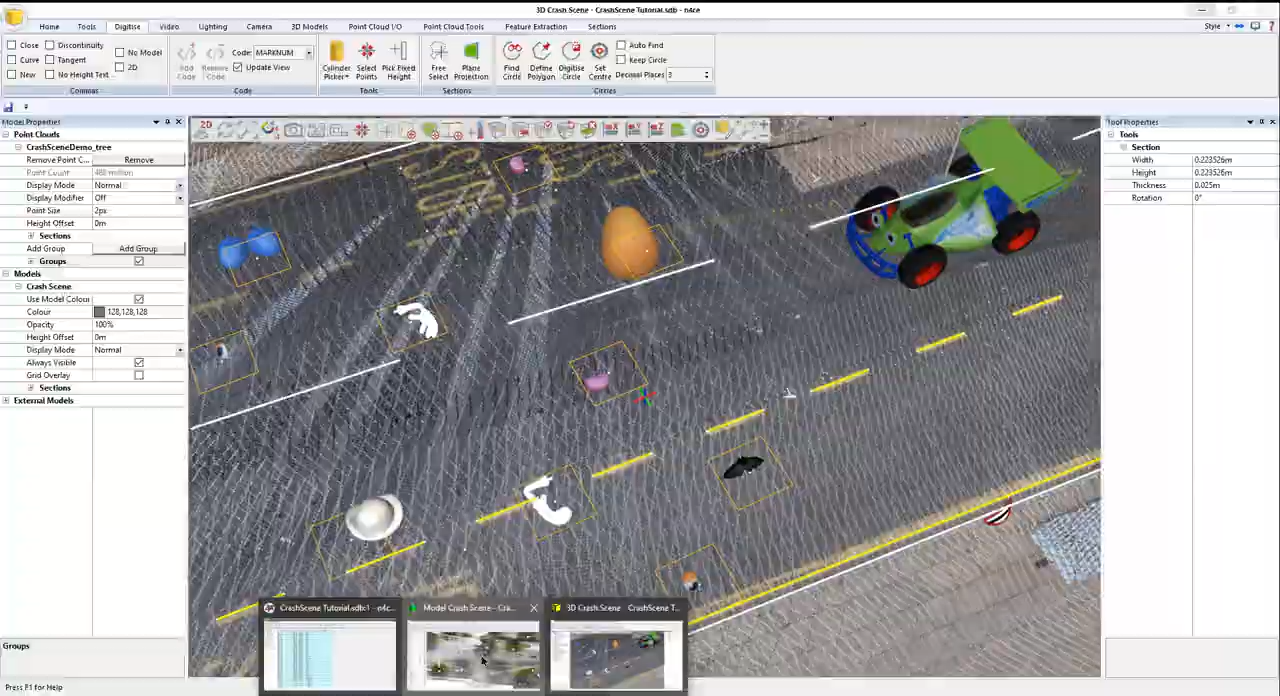 3D Crash Scene - CrashScene Tutorial.sdb - n4ce
Home Tools Digitise Video Lighting Camera 3D Models Point Cloud I/O Point Cloud Tools Feature Extraction Sections
Style
Close Discontinuity
Curve Tangent
New No Height Text
No Model
2D
Commas
Add Code
Remove Code
Code: MARKNUM
Update View
Code
Cylinder Picker
Select Points
Pick Fixed Height
Tools
Free Select
Plane Projection
Sections
Find Circle
Define Polygon
Digitise Circle
Set Centre
Auto Find
Keep Circle
Decimal Places 3
Circles
Model Properties
Point Clouds
CrashSceneDemo_tree
Remove Point C... Remove
Point Count 480 million
Display Mode Normal
Display Modifier Off
Point Size 2px
Height Offset 0m
Sections
Add Group Add Group
Groups
Models
Crash Scene
Use Model Colour
Colour 128,128,128
Opacity 100%
Height Offset 0m
Display Mode Normal
Always Visible
Grid Overlay
Sections
External Models
Groups
Press F1 for Help
2D
Tool Properties
Tools
Section
Width 0.223526m
Height 0.223526m
Thickness 0.025m
Rotation 0°
CrashScene Tutorial.sdb:1 - n4c...
Model Crash Scene - Cra...
3D Crash Scene - CrashScene T...